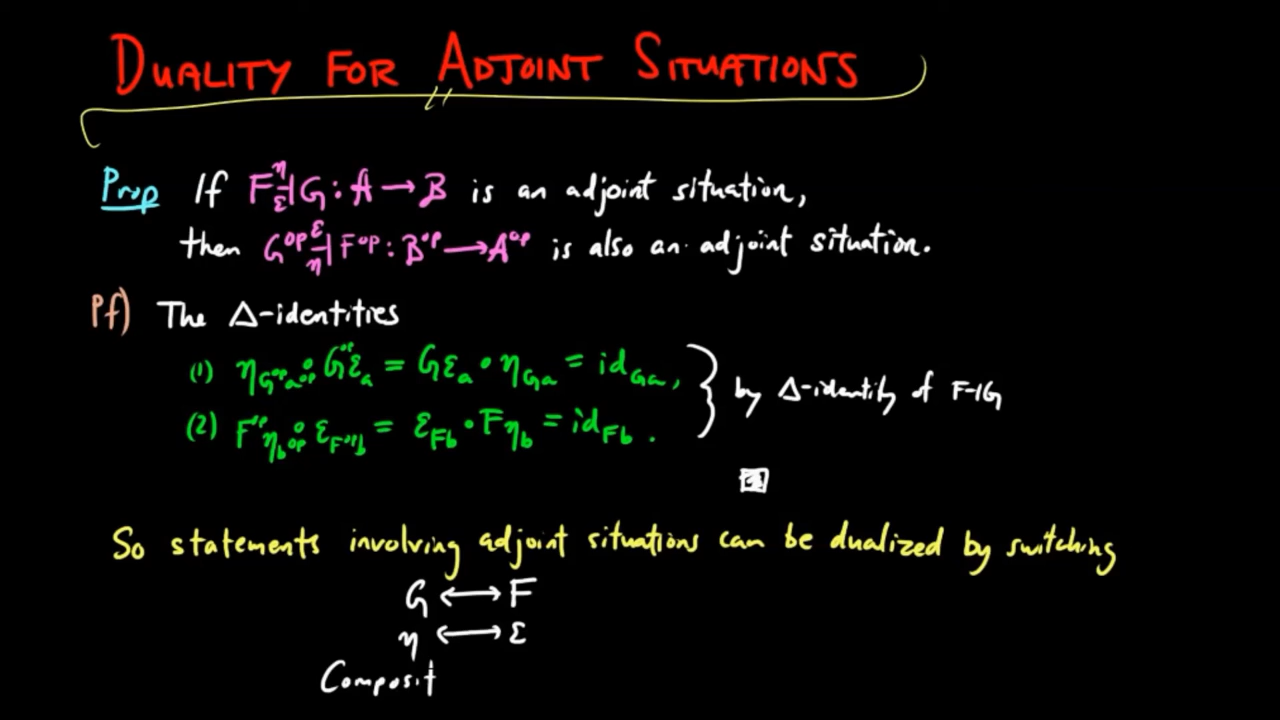 DUALITY FOR ADJOINT SITUATIONS
Prop If F η/ε ⊣ G : A → B is an adjoint situation,
then G^op ε/η ⊣ F^op : B^op → A^op is also an adjoint situation.
Pf) The Δ-identities
(1) η_{G^op a} ∘^op G^op ε_a = Gε_a ∘ η_{Ga} = id_{Ga},
by Δ-identity of F⊣G
(2) F^op η_b ∘^op ε_{F^op b} = ε_{Fb} ∘ Fη_b = id_{Fb}.
So statements involving adjoint situations can be dualized by switching
G ↔ F
η ↔ ε
Composit